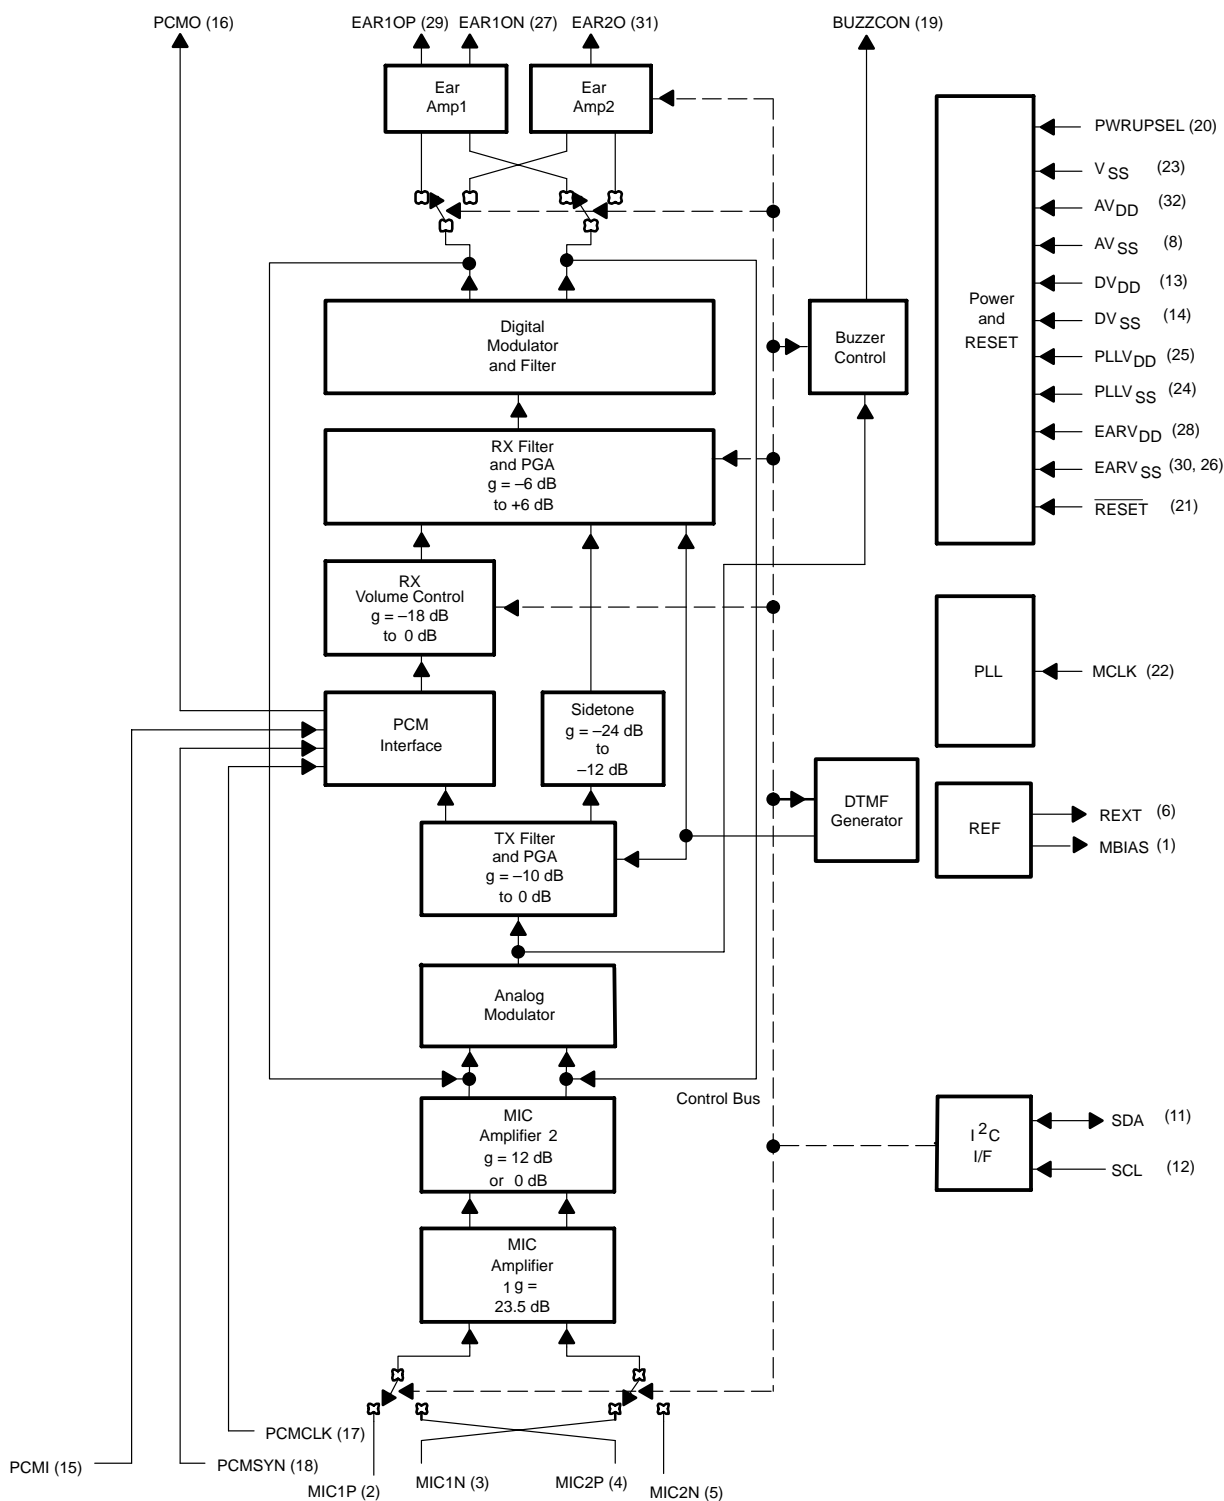 PCMO (16)
EAR1OP (29)
EAR1ON (27)
EAR2O (31)
BUZZCON (19)
Ear
Amp1
Ear
Amp2
Power
and
RESET
PWRUPSEL (20)
VSS (23)
AVDD (32)
AVSS (8)
DVDD (13)
DVSS (14)
PLLVDD (25)
PLLVSS (24)
EARVDD (28)
EARVSS (30, 26)
RESET (21)
Digital
Modulator
and Filter
Buzzer
Control
RX Filter
and PGA
g = –6 dB
to +6 dB
RX
Volume Control
g = –18 dB
to 0 dB
PLL
MCLK (22)
PCM
Interface
Sidetone
g = –24 dB
to
–12 dB
DTMF
Generator
REF
REXT (6)
MBIAS (1)
TX Filter
and PGA
g = –10 dB
to 0 dB
Analog
Modulator
Control Bus
MIC
Amplifier 2
g = 12 dB
or 0 dB
I2C
I/F
SDA (11)
SCL (12)
MIC
Amplifier
1 g =
23.5 dB
PCMCLK (17)
PCMI (15)
PCMSYN (18)
MIC1P (2)
MIC1N (3)
MIC2P (4)
MIC2N (5)